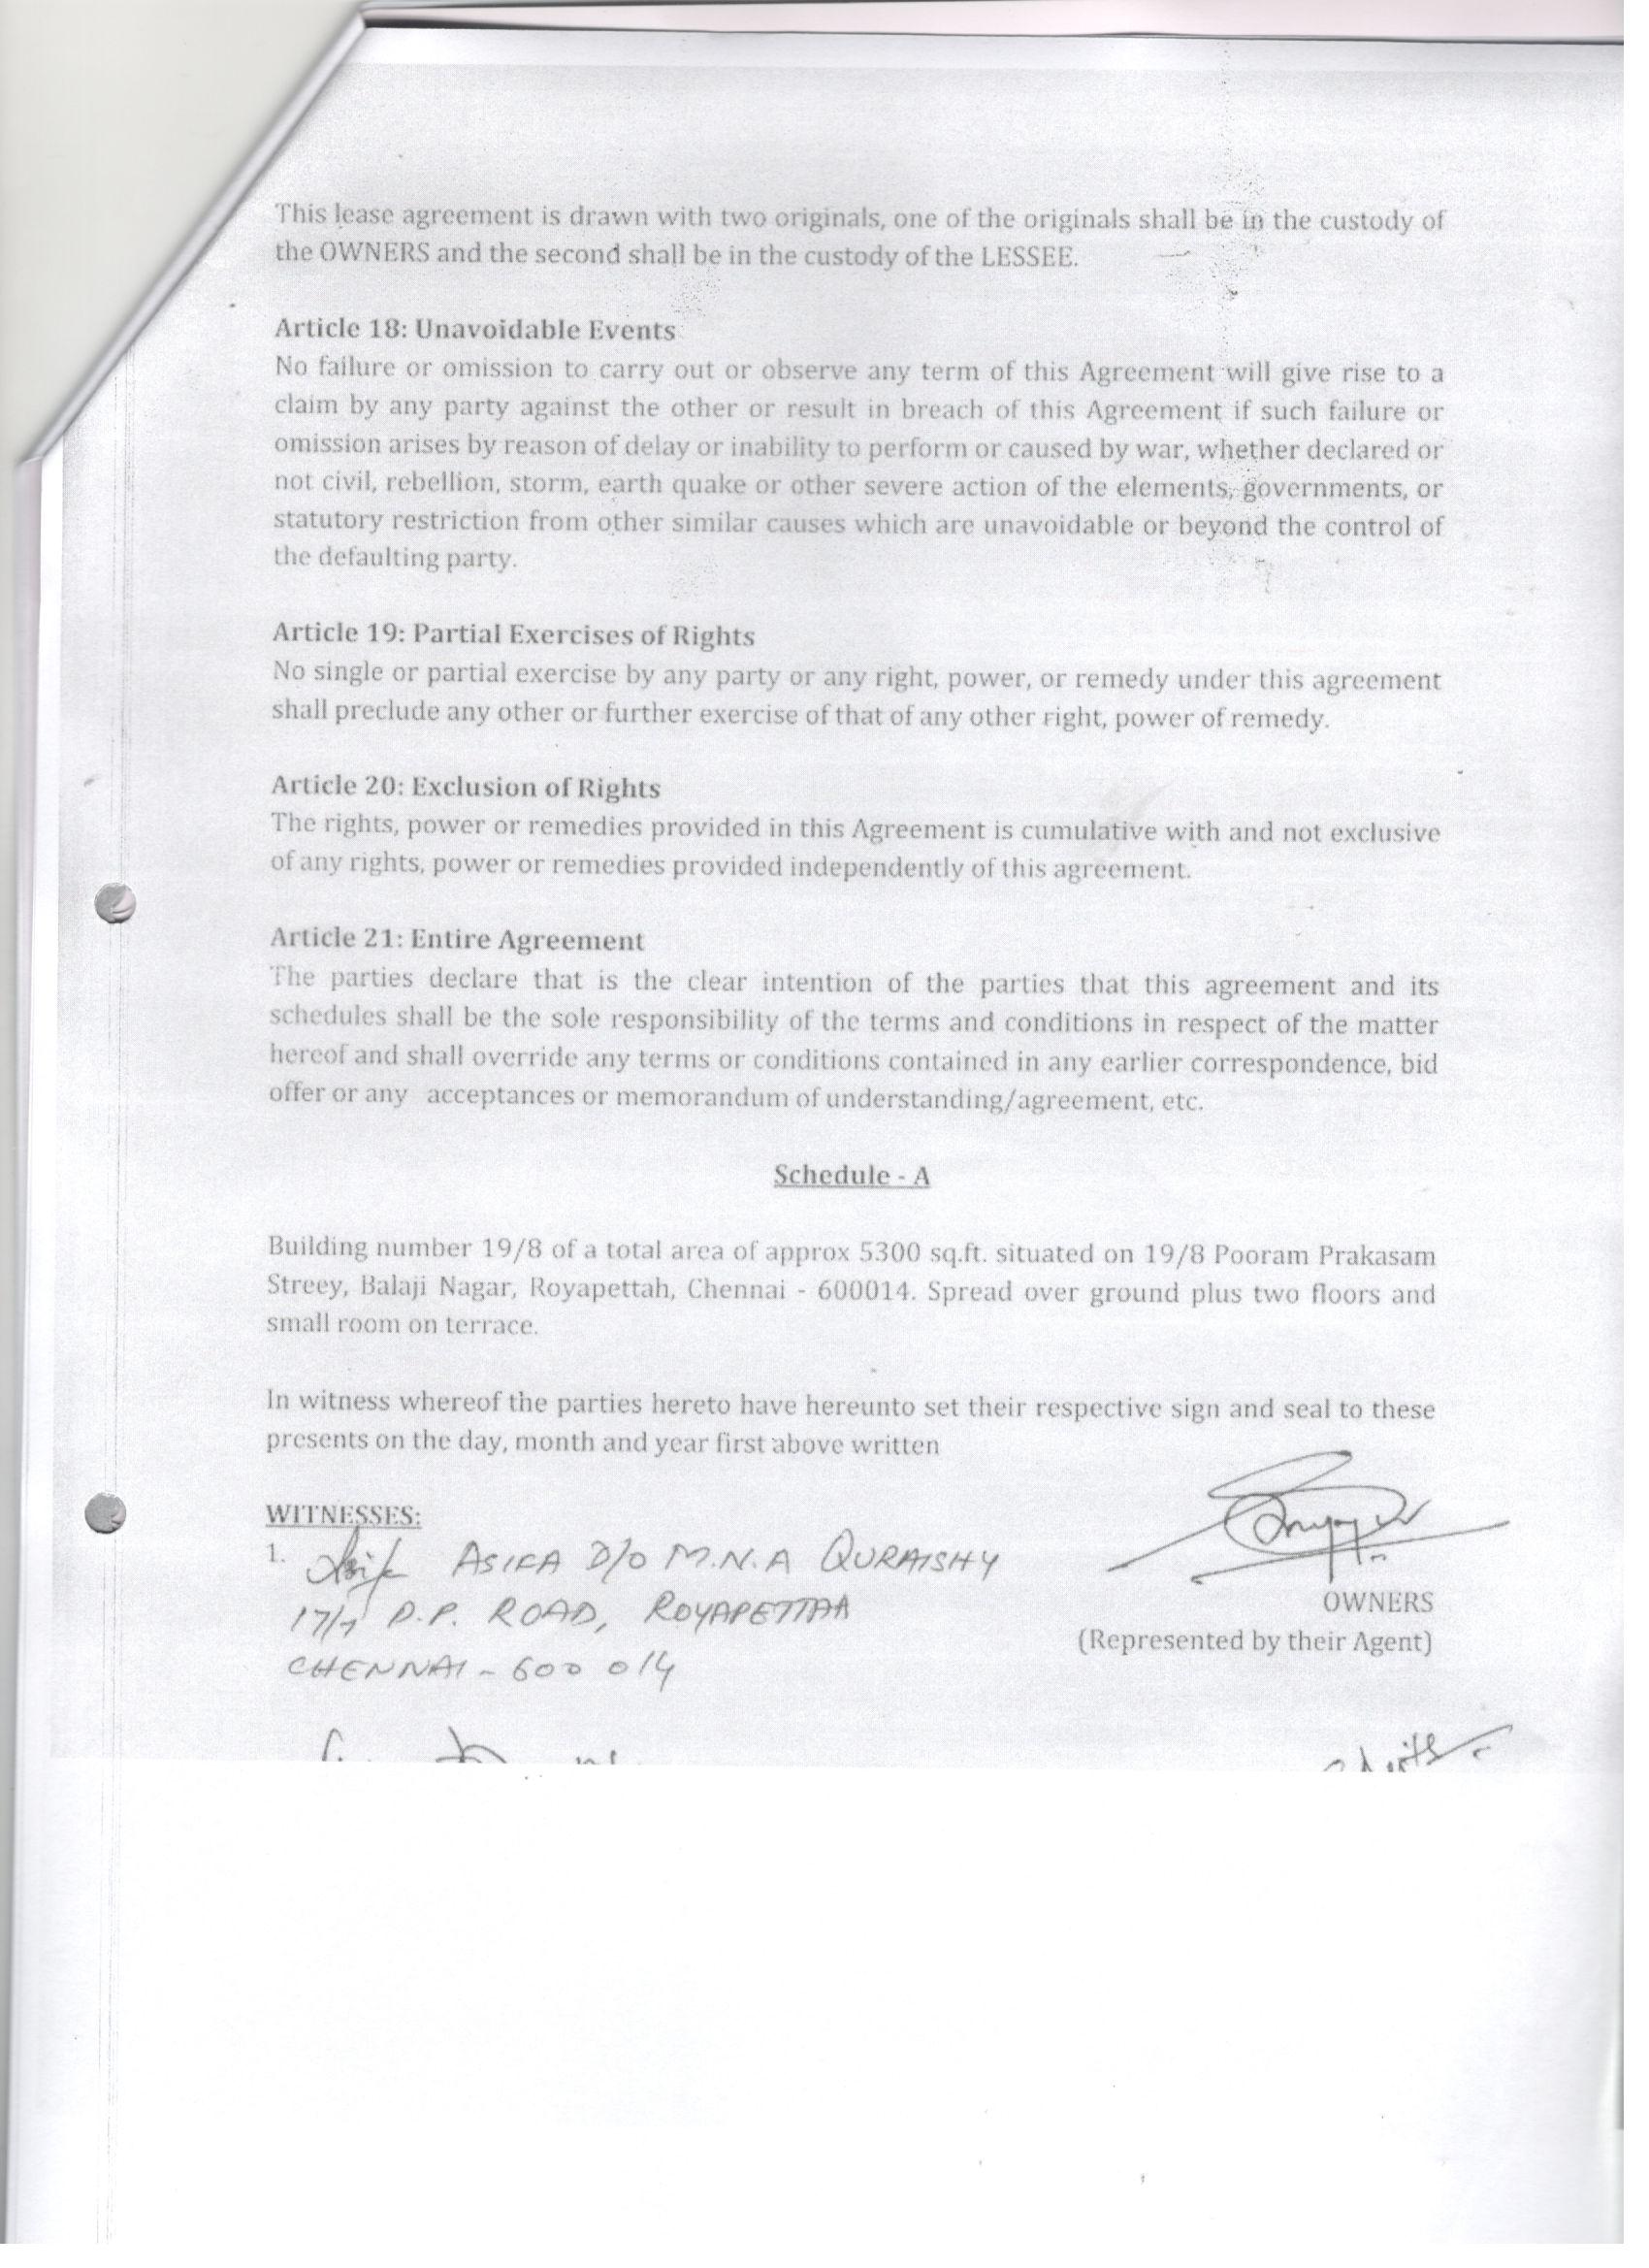 This lease agreement is drawn with two originals, one of the originals shall be in the custody of
the OWNERS and the second shall be in the custody of the LESSEE.
Article 18: Unavoidable Events
No failure or omission to carry out or observe any term of this Agreement will give rise to a
claim by any party against the other or result in breach of this Agreement if such failure or
omission arises by reason of delay or inability to perform or caused by war, whether declared or
not civil, rebellion, storm, earth quake or other severe action of the elements, governments, or
statutory restriction from other similar causes which are unavoidable or beyond the control of
the defaulting party.
Article 19: Partial Exercises of Rights
No single or partial exercise by any party or any right, power, or remedy under this agreement
shall preclude any other or further exercise of that of any other right, power of remedy.
Article 20: Exclusion of Rights
The rights, power or remedies provided in this Agreement is cumulative with and not exclusive
of any rights, power or remedies provided independently of this agreement.
Article 21: Entire Agreement
The parties declare that is the clear intention of the parties that this agreement and its
schedules shall be the sole responsibility of the terms and conditions in respect of the matter
hereof and shall override any terms or conditions contained in any earlier correspondence, bid
offer or any acceptances or memorandum of understanding/agreement, etc.
Schedule - A
Building number 19/8 of a total area of approx 5300 sq.ft. situated on 19/8 Pooram Prakasam
Streey, Balaji Nagar, Royapettah, Chennai - 600014. Spread over ground plus two floors and
small room on terrace.
In witness whereof the parties hereto have hereunto set their respective sign and seal to these
presents on the day, month and year first above written
WITNESSES:
1. ASIFA D/O M.N.A QURAISHY
17/1 P.P. ROAD, ROYAPETTAH
CHENNAI - 600 014
OWNERS
(Represented by their Agent)